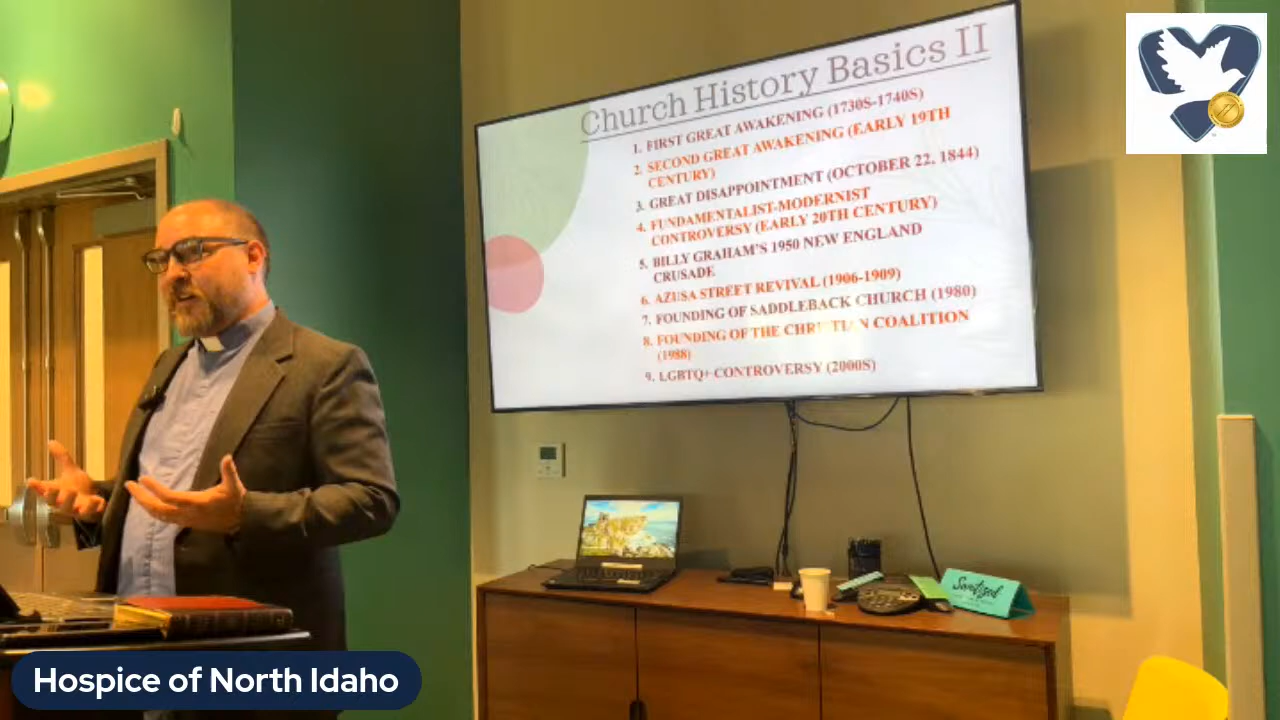 Church History Basics II
1. FIRST GREAT AWAKENING (1730S-1740S)
2. SECOND GREAT AWAKENING (EARLY 19TH
CENTURY)
3. GREAT DISAPPOINTMENT (OCTOBER 22, 1844)
4. FUNDAMENTALIST-MODERNIST
CONTROVERSY (EARLY 20TH CENTURY)
5. BILLY GRAHAM'S 1950 NEW ENGLAND
CRUSADE
6. AZUSA STREET REVIVAL (1906-1909)
7. FOUNDING OF SADDLEBACK CHURCH (1980)
8. FOUNDING OF THE CHRISTIAN COALITION
(1988)
9. LGBTQ+ CONTROVERSY (2000S)
Sanitized
Hospice of North Idaho